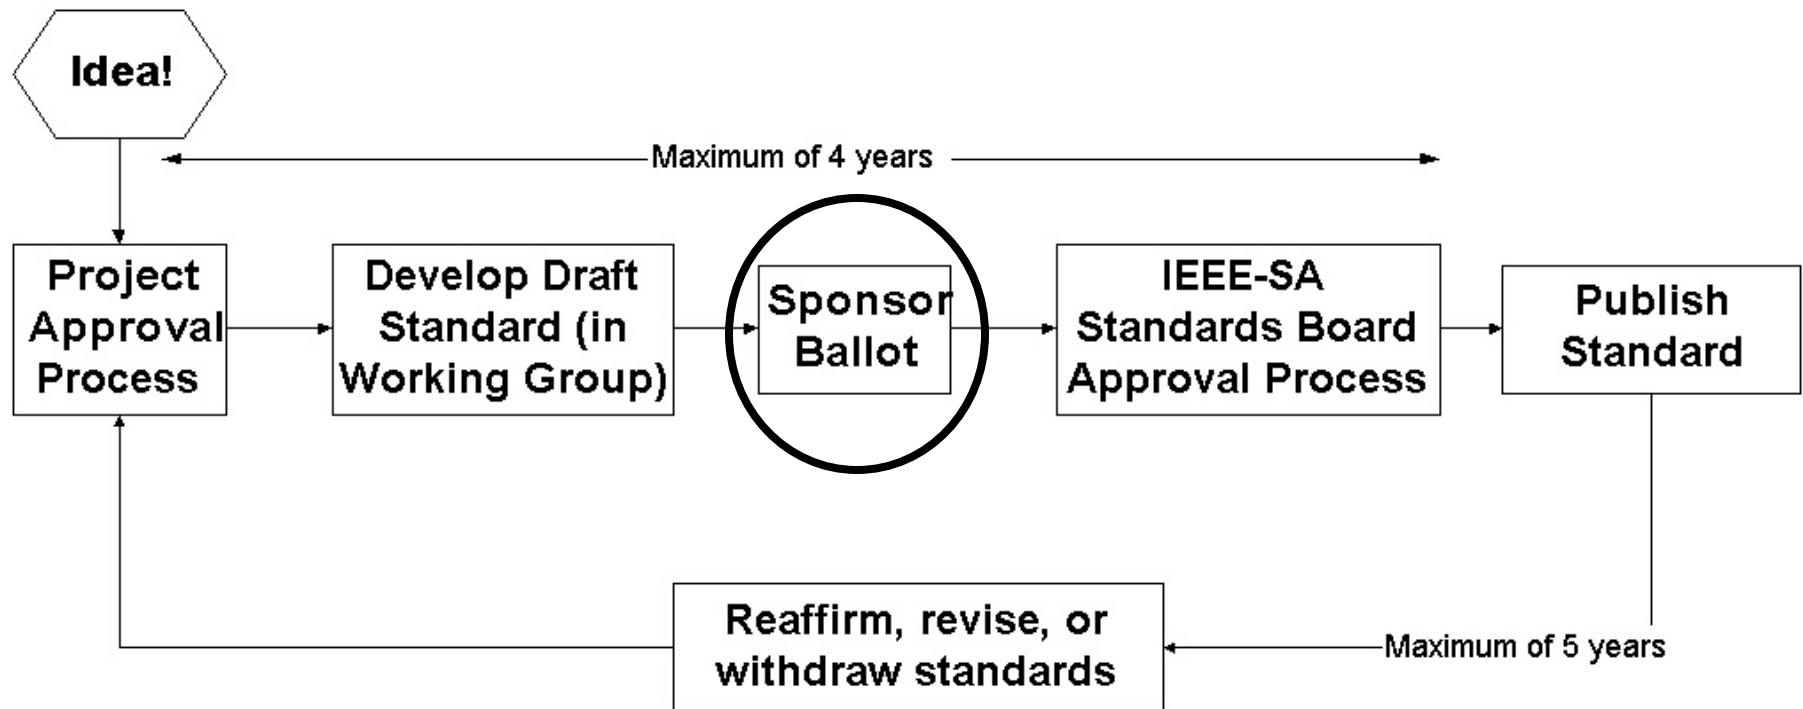 Idea!
Maximum of 4 years
Project
Approval
Process
Develop Draft
Standard (in
Working Group)
Sponsor
Ballot
IEEE-SA
Standards Board
Approval Process
Publish
Standard
Reaffirm, revise, or
withdraw standards
Maximum of 5 years